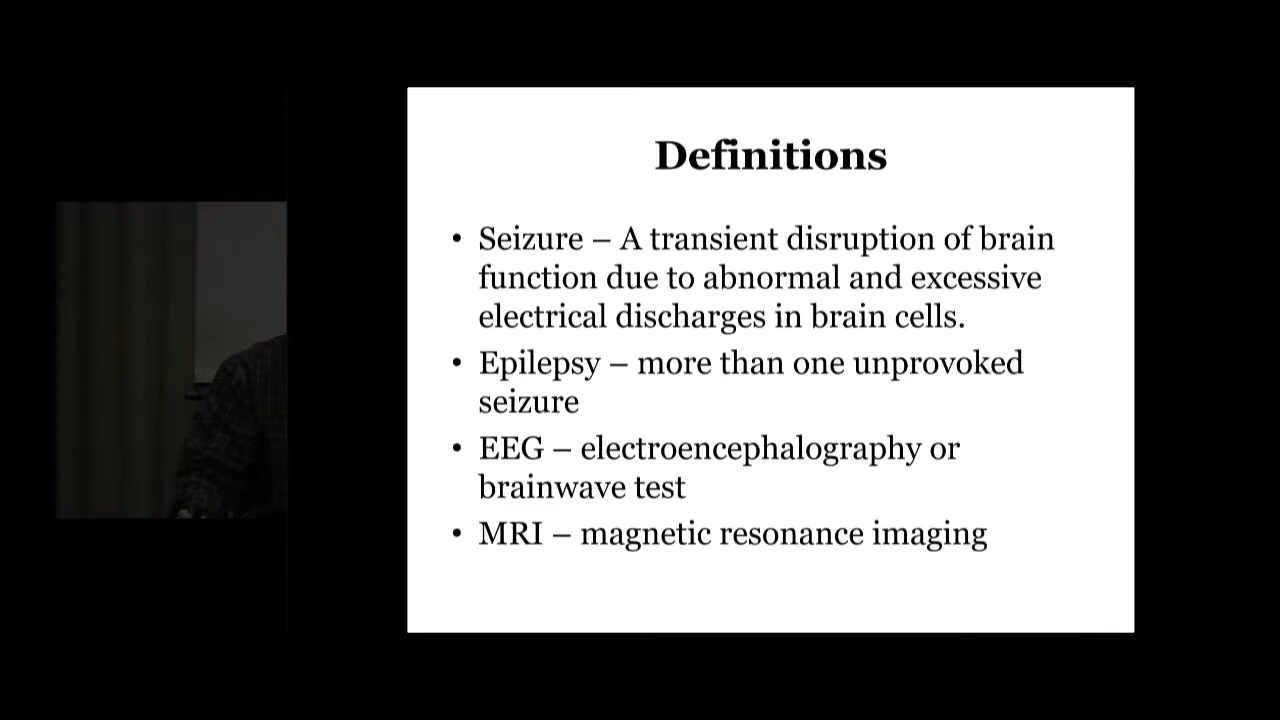 Definitions
• Seizure – A transient disruption of brain
function due to abnormal and excessive
electrical discharges in brain cells.
• Epilepsy – more than one unprovoked
seizure
• EEG – electroencephalography or
brainwave test
• MRI – magnetic resonance imaging